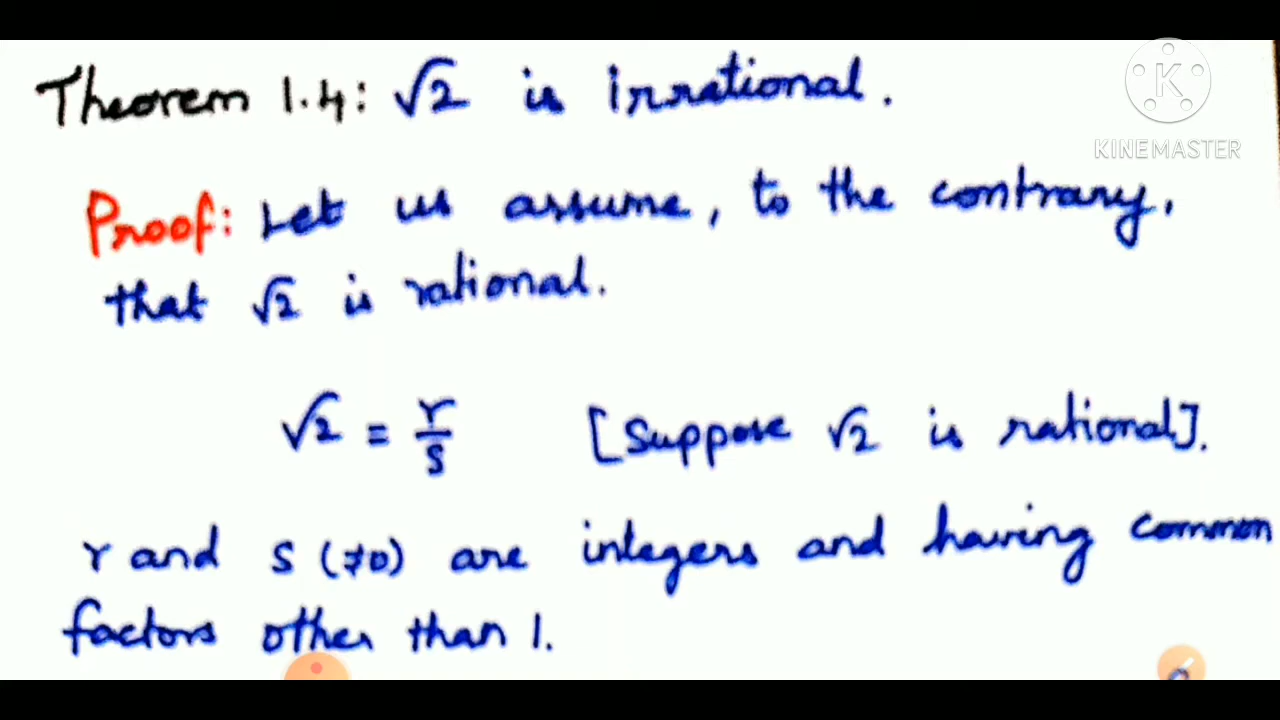 Theorem 1.4: √2 is irrational.
K
KINEMASTER
Proof: Let us assume, to the contrary,
that √2 is rational.
√2 = r/s [Suppose √2 is rational].
r and s (≠0) are integers and having common
factors other than 1.